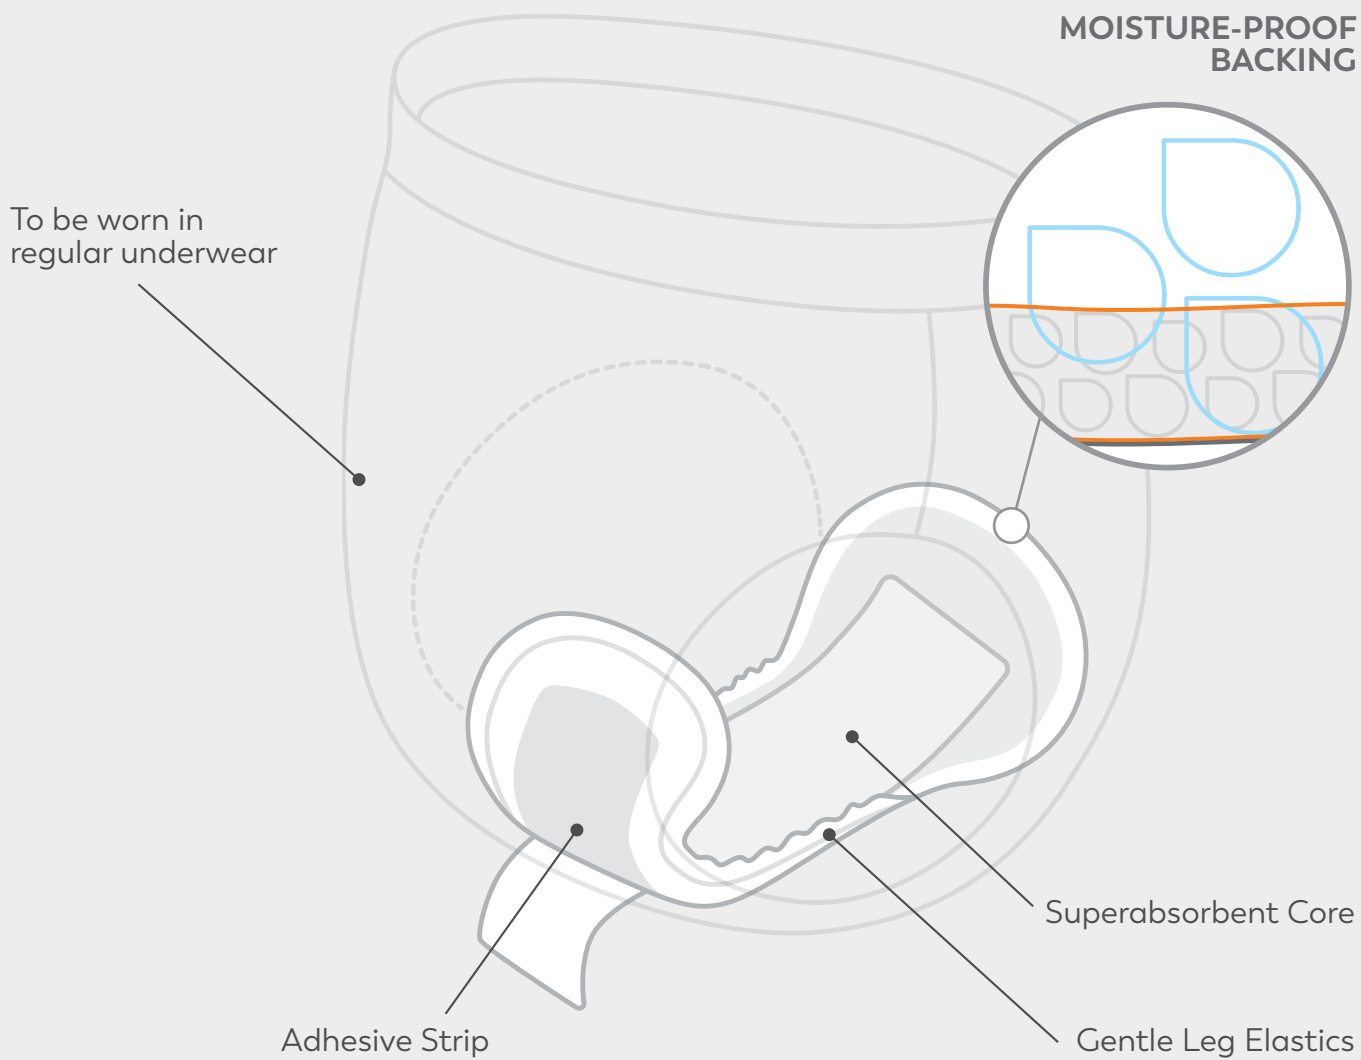 MOISTURE-PROOF
BACKING
To be worn in
regular underwear
Superabsorbent Core
Adhesive Strip
Gentle Leg Elastics